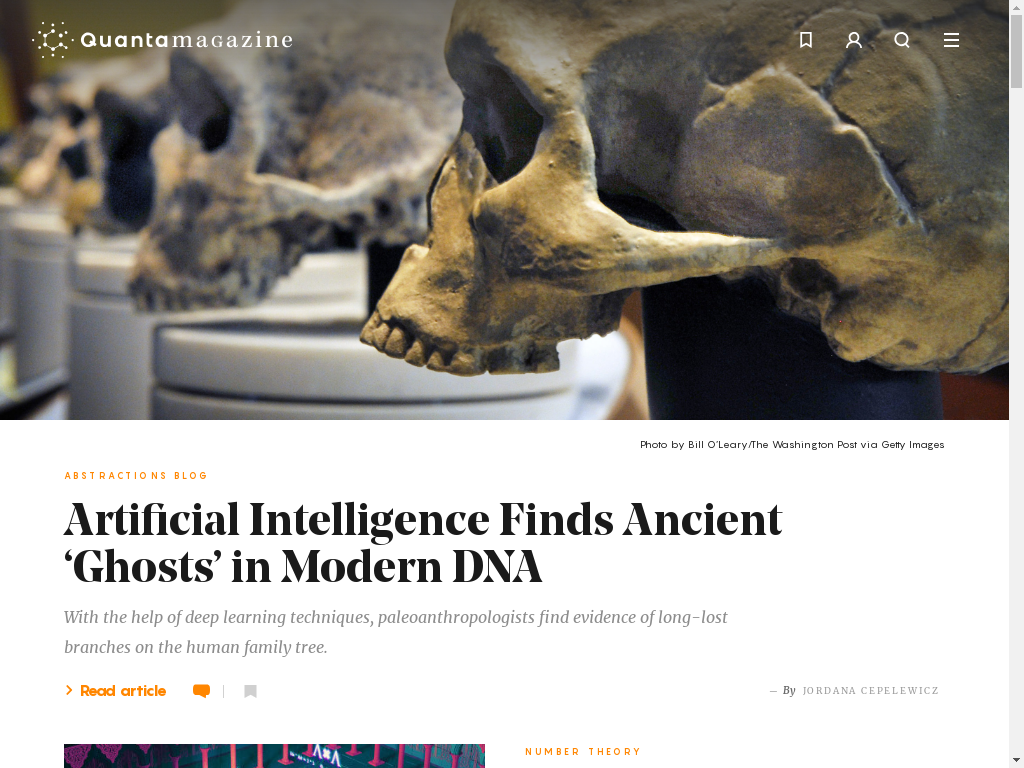 Quantamagazine
Photo by Bill O'Leary/The Washington Post via Getty Images
ABSTRACTIONS BLOG
Artificial Intelligence Finds Ancient
‘Ghosts’ in Modern DNA
With the help of deep learning techniques, paleoanthropologists find evidence of long-lost
branches on the human family tree.
Read article
— By JORDANA CEPELEWICZ
NUMBER THEORY